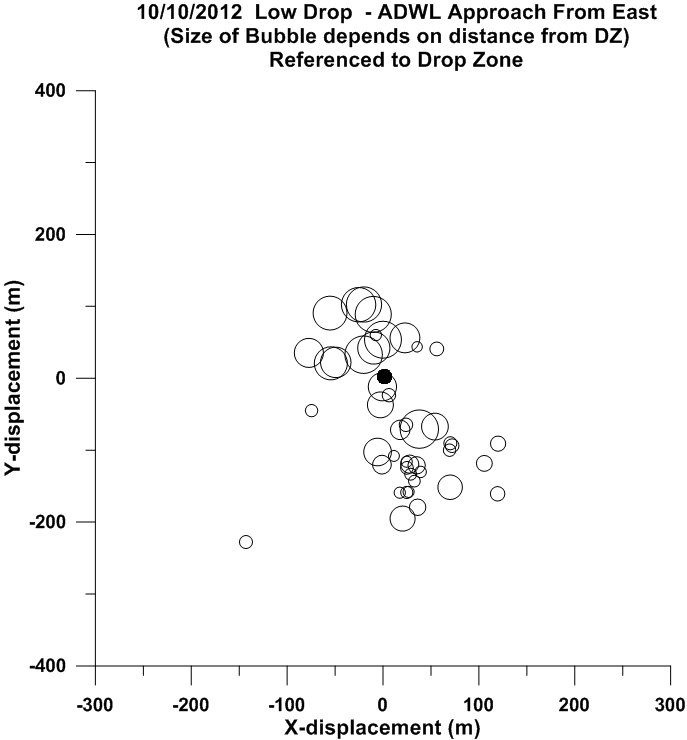 10/10/2012 Low Drop - ADWL Approach From East
(Size of Bubble depends on distance from DZ)
Referenced to Drop Zone
400
200
0
-200
-400
Y-displacement (m)
-300 -200 -100 0 100 200 300
X-displacement (m)